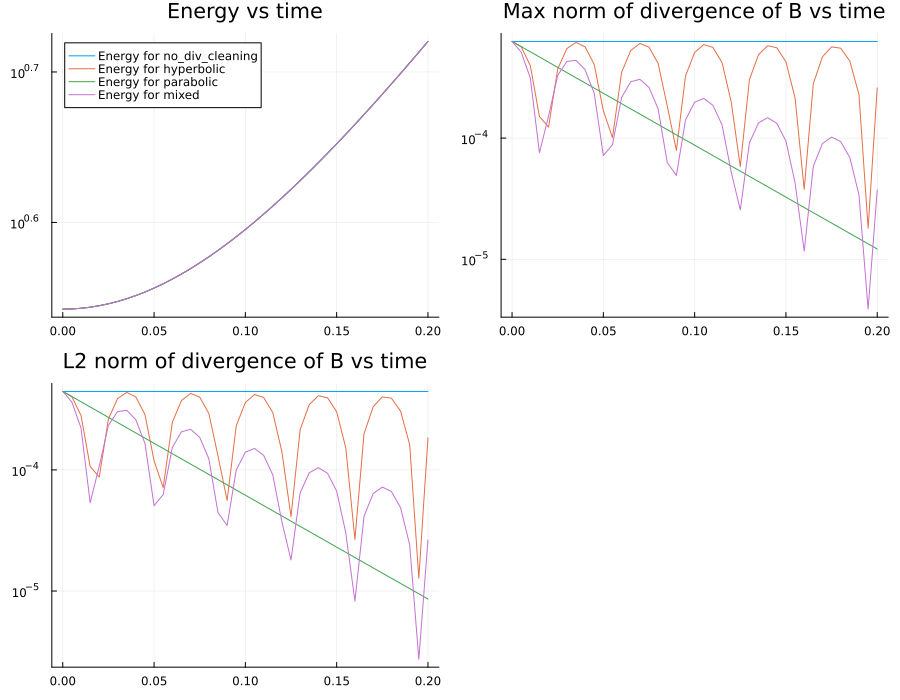 Energy vs time
Energy for no_div_cleaning
Energy for hyperbolic
Energy for parabolic
Energy for mixed
10^0.7
10^0.6
0.00 0.05 0.10 0.15 0.20
Max norm of divergence of B vs time
10^-4
10^-5
0.00 0.05 0.10 0.15 0.20
L2 norm of divergence of B vs time
10^-4
10^-5
0.00 0.05 0.10 0.15 0.20